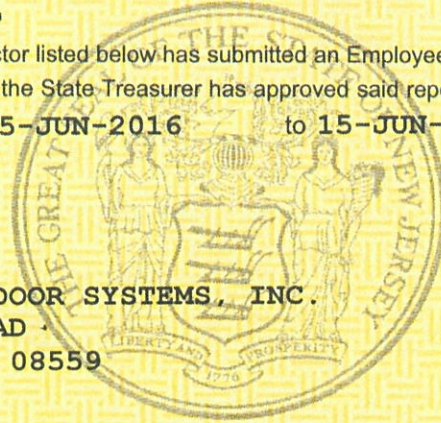 ctor listed below has submitted an Employee
the State Treasurer has approved said repo
5-JUN-2016 to 15-JUN-
THE GREAT SEAL OF THE STATE OF NEW JERSEY
DOOR SYSTEMS, INC.
AD
08559
LIBERTY AND PROSPERITY
1776